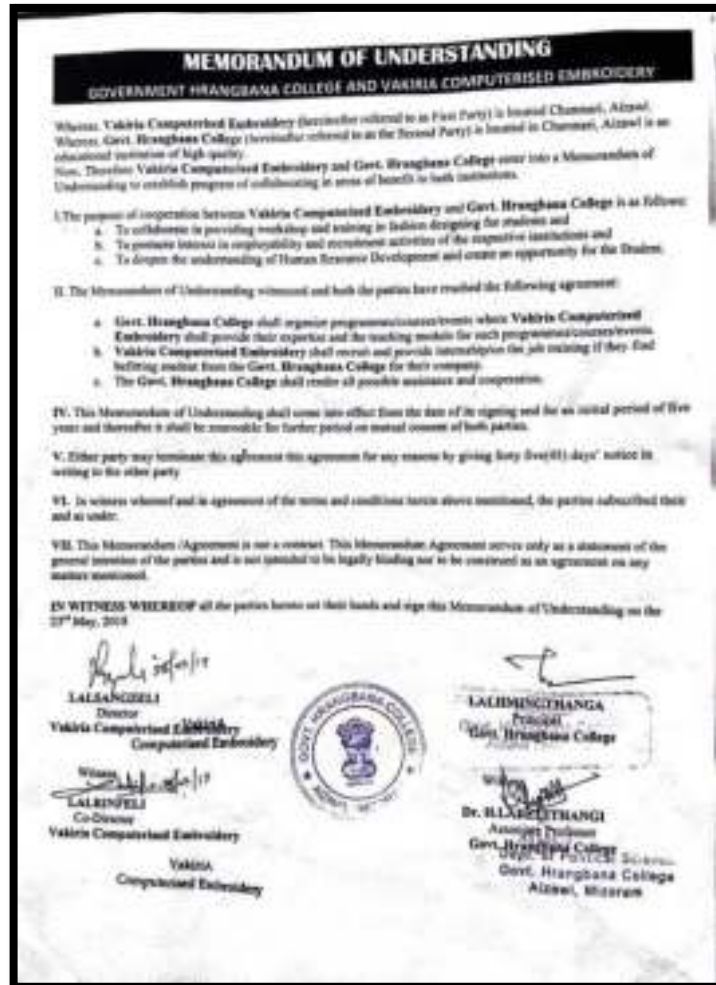 MEMORANDUM OF UNDERSTANDING
GOVERNMENT HRANGBANA COLLEGE AND VAKIRIA COMPUTERISED EMBROIDERY
Whereas, Vakiria Computerised Embroidery (hereinafter referred to as First Party) is located Chanmari, Aizawl.
Whereas, Govt. Hrangbana College (hereinafter referred to as the Second Party) is located in Chanmari, Aizawl is an
educational institution of high quality.
Now, Therefore Vakiria Computerised Embroidery and Govt. Hrangbana College enter into a Memorandum of
Understanding to establish program of collaborating in areas of benefit to both institutions.
I.The purpose of cooperation between Vakiria Computerised Embroidery and Govt. Hrangbana College is as follows:
a. To collaborate in providing workshop and training in fashion designing for students and
b. To promote interest in employability and recruitment activities of the respective institutions and
c. To deepen the understanding of Human Resource Development and create an opportunity for the Student.
II. The Memorandum of Understanding witnessed and both the parties have reached the following agreement:
a. Govt. Hrangbana College shall organize programmes/courses/events where Vakiria Computerised
Embroidery shall provide their expertise and the teaching module for such programmes/courses/events.
b. Vakiria Computerised Embroidery shall recruit and provide internship/on the job training if they find
befitting student from the Govt. Hrangbana College for their company.
c. The Govt. Hrangbana College shall render all possible assistance and cooperation.
IV. This Memorandum of Understanding shall come into effect from the date of its signing and for an initial period of five
years and thereafter it shall be renewable for further period on mutual consent of both parties.
V. Either party may terminate this agreement this agreement for any reasons by giving forty five(45) days' notice in
writing to the other party
VI. In witness whereof and in agreement of the terms and conditions herein above mentioned, the parties subscribed their
and as under.
VII. This Memorandum /Agreement is not a contract. This Memorandum Agreement serves only as a statement of the
general intention of the parties and is not intended to be legally binding nor to be construed as an agreement on any
matters mentioned.
IN WITNESS WHEREOF all the parties hereto set their hands and sign this Memorandum of Understanding on the
May, 2018
LALSANGZELI
Director
Vakiria Computerised Embroidery
VAKIRIA
Computerised Embroidery
LALHMINGTHANGA
Principal
Govt. Hrangbana College
GOVT. HRANGBANA COLLEGE
Witness
LALRINFELI
Co-Director
Vakiria Computerised Embroidery
VAKIRIA
Computerised Embroidery
Associate Professor
Govt. Hrangbana College
Dept. of Political Science
Govt. Hrangbana College
Aizawl, Mizoram